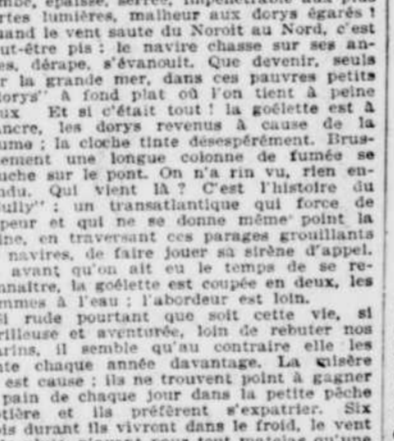 mbe, épaisse, serrée, impénétrable aux plus
rtes lumières, malheur aux dorys égarés !
uand le vent saute du Noroit au Nord, c'est
ut-être pis : le navire chasse sur ses an-
es, dérape, s'évanouit. Que devenir, seuls
r la grande mer, dans ces pauvres petits
orys" à fond plat où l'on tient à peine
ux Et si c'était tout ! la goélette est à
ancre, les dorys revenus à cause de la
ume ; la cloche tinte désespérément. Brus-
ement une longue colonne de fumée se
uche sur le pont. On n'a rin vu, rien en-
ndu. Qui vient là ? C'est l'histoire du
ully" : un transatlantique qui force de
peur et qui ne se donne même point la
ine, en traversant ces parages grouillants
navires, de faire jouer sa sirène d'appel.
avant qu'on ait eu le temps de se re-
nnaître, la goélette est coupée en deux, les
mmes à l'eau ; l'abordeur est loin.
Si rude pourtant que soit cette vie, si
rilleuse et aventurée, loin de rebuter nos
arins, il semble qu'au contraire elle les
nte chaque année davantage. La misère
est cause ; ils ne trouvent point à gagner
pain de chaque jour dans la petite pêche
tière et ils préfèrent s'expatrier. Six
is durant ils vivront dans le froid, le vent